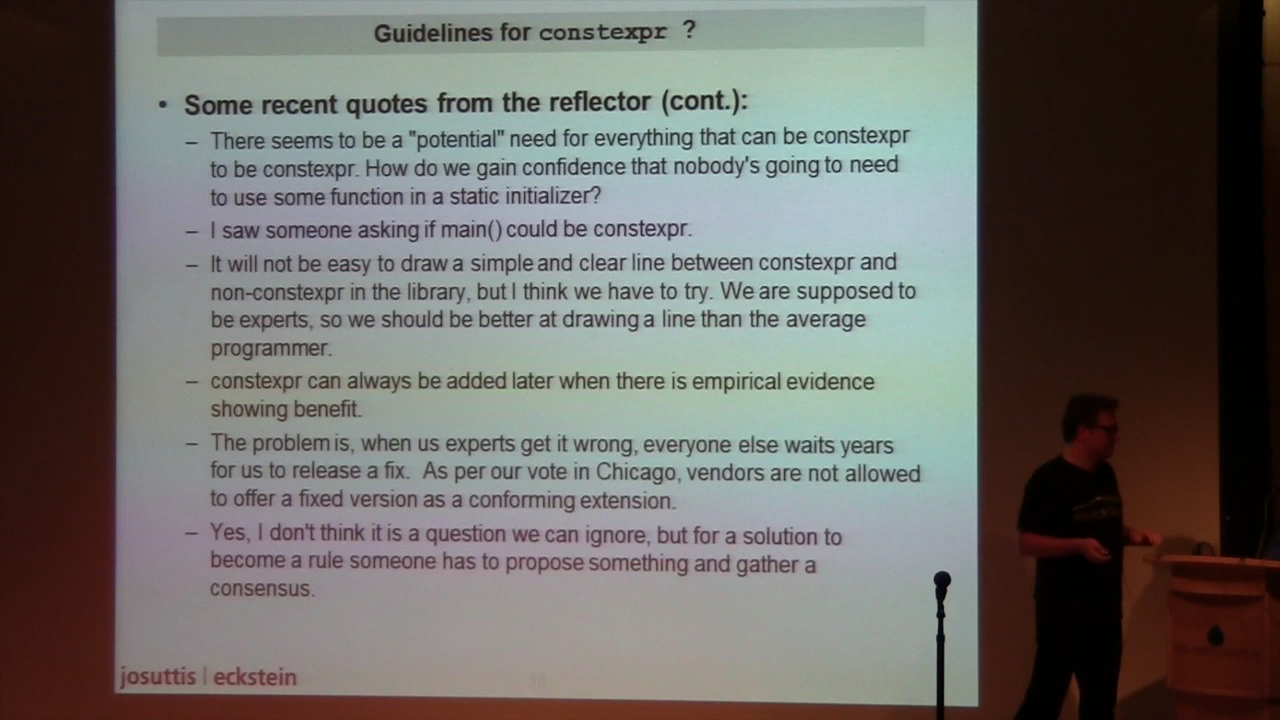 Guidelines for constexpr ?
• Some recent quotes from the reflector (cont.):
– There seems to be a "potential" need for everything that can be constexpr
to be constexpr. How do we gain confidence that nobody's going to need
to use some function in a static initializer?
– I saw someone asking if main() could be constexpr.
– It will not be easy to draw a simple and clear line between constexpr and
non-constexpr in the library, but I think we have to try. We are supposed to
be experts, so we should be better at drawing a line than the average
programmer.
– constexpr can always be added later when there is empirical evidence
showing benefit.
– The problem is, when us experts get it wrong, everyone else waits years
for us to release a fix. As per our vote in Chicago, vendors are not allowed
to offer a fixed version as a conforming extension.
– Yes, I don't think it is a question we can ignore, but for a solution to
become a rule someone has to propose something and gather a
consensus.
josuttis | eckstein